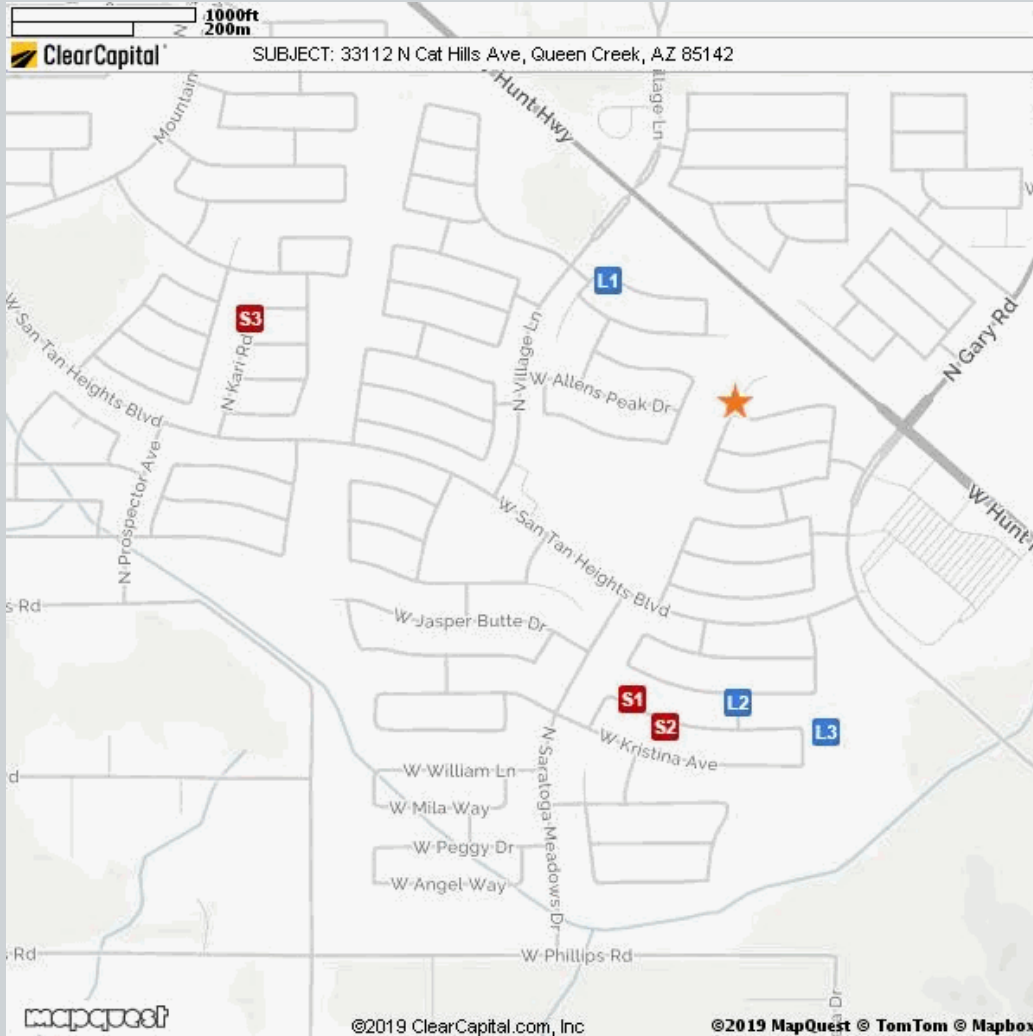 1000ft
200m
ClearCapital
SUBJECT: 33112 N Cat Hills Ave, Queen Creek, AZ 85142
Mountain
Hunt Hwy
illage Ln
L1
S3
N Kari Rd
W San Tan Heights Blvd
N Village Ln
W Allens Peak Dr
N Gary Rd
N Prospector Ave
W San Tan Heights Blvd
W Hunt
s Rd
W Jasper Butte Dr
S1
S2
L2
L3
W Kristina Ave
N Saratoga Meadows Dr
W William Ln
W Mila Way
W Peggy Dr
W Angel Way
Rd
W Phillips Rd
Dr
mapquest
©2019 ClearCapital.com, Inc
©2019 MapQuest © TomTom © Mapbox